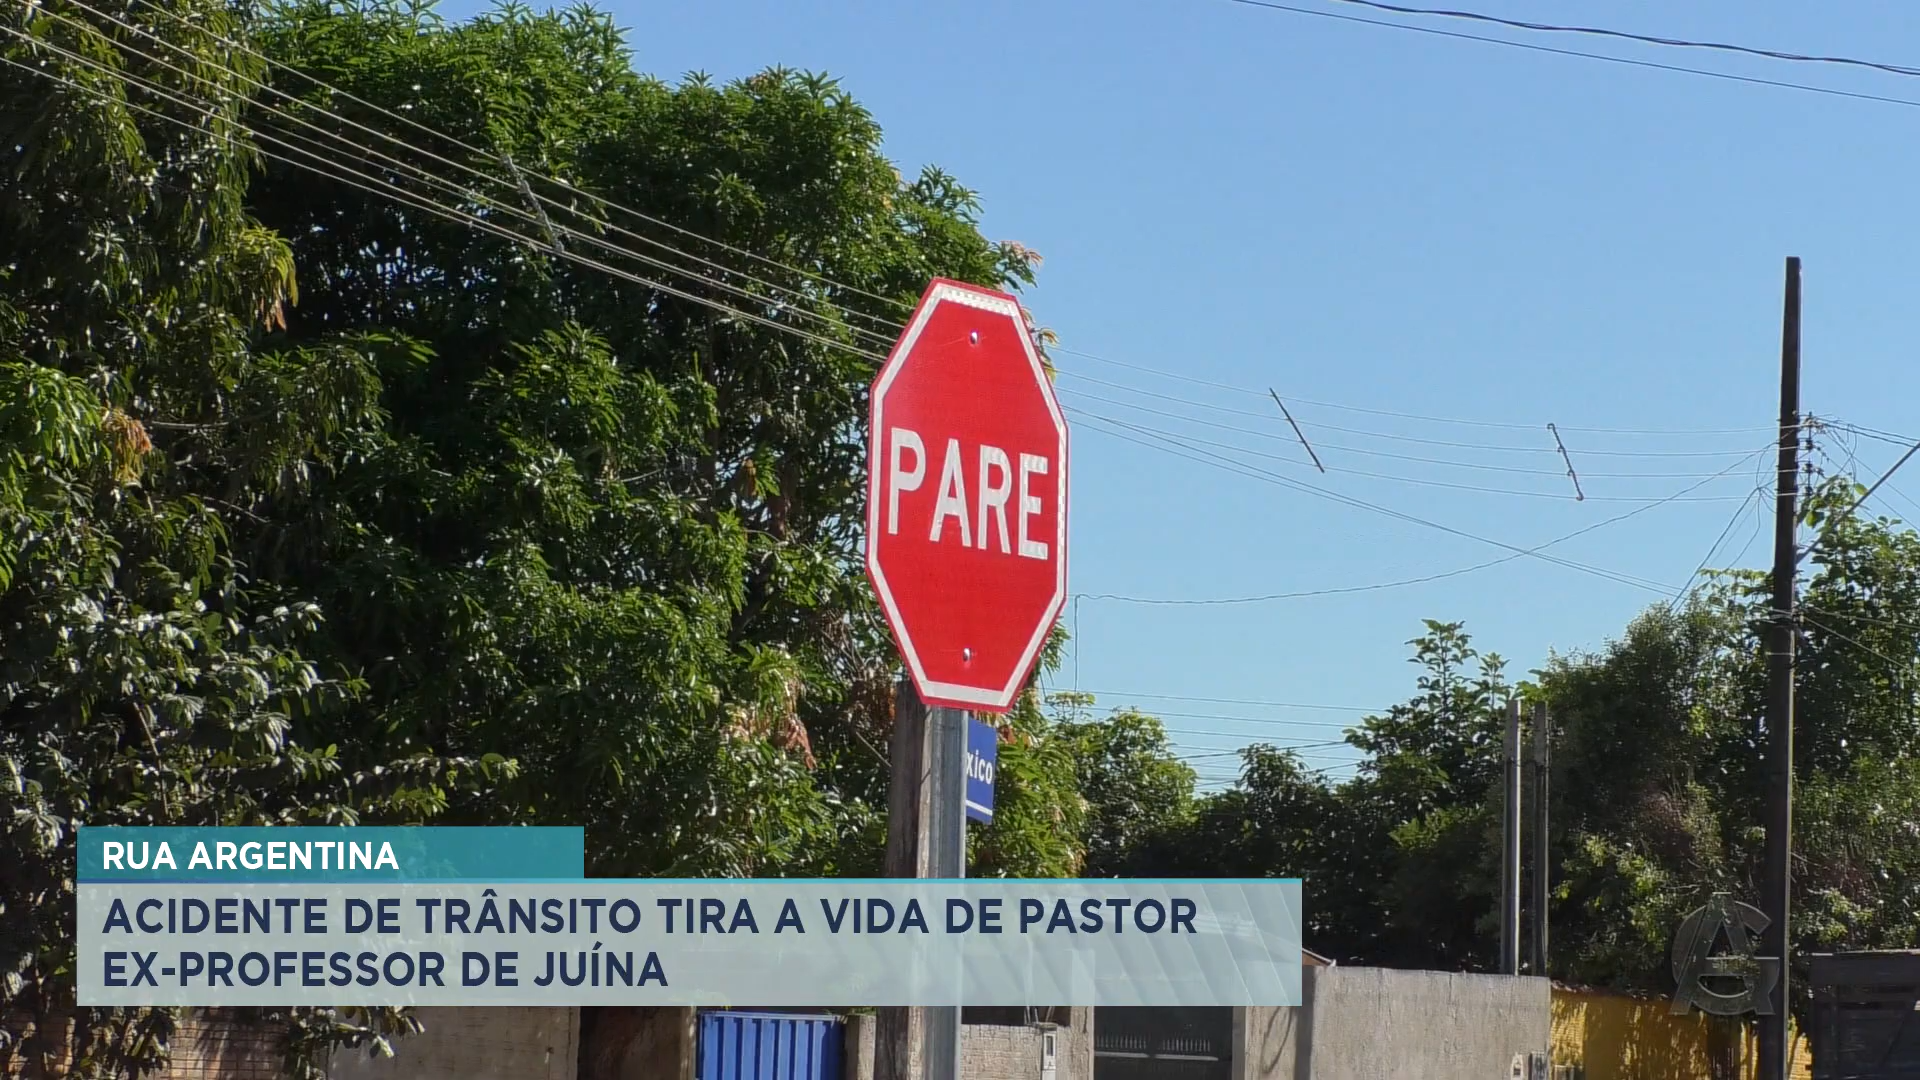 PARE
xico
RUA ARGENTINA
ACIDENTE DE TRÂNSITO TIRA A VIDA DE PASTOR
EX-PROFESSOR DE JUÍNA